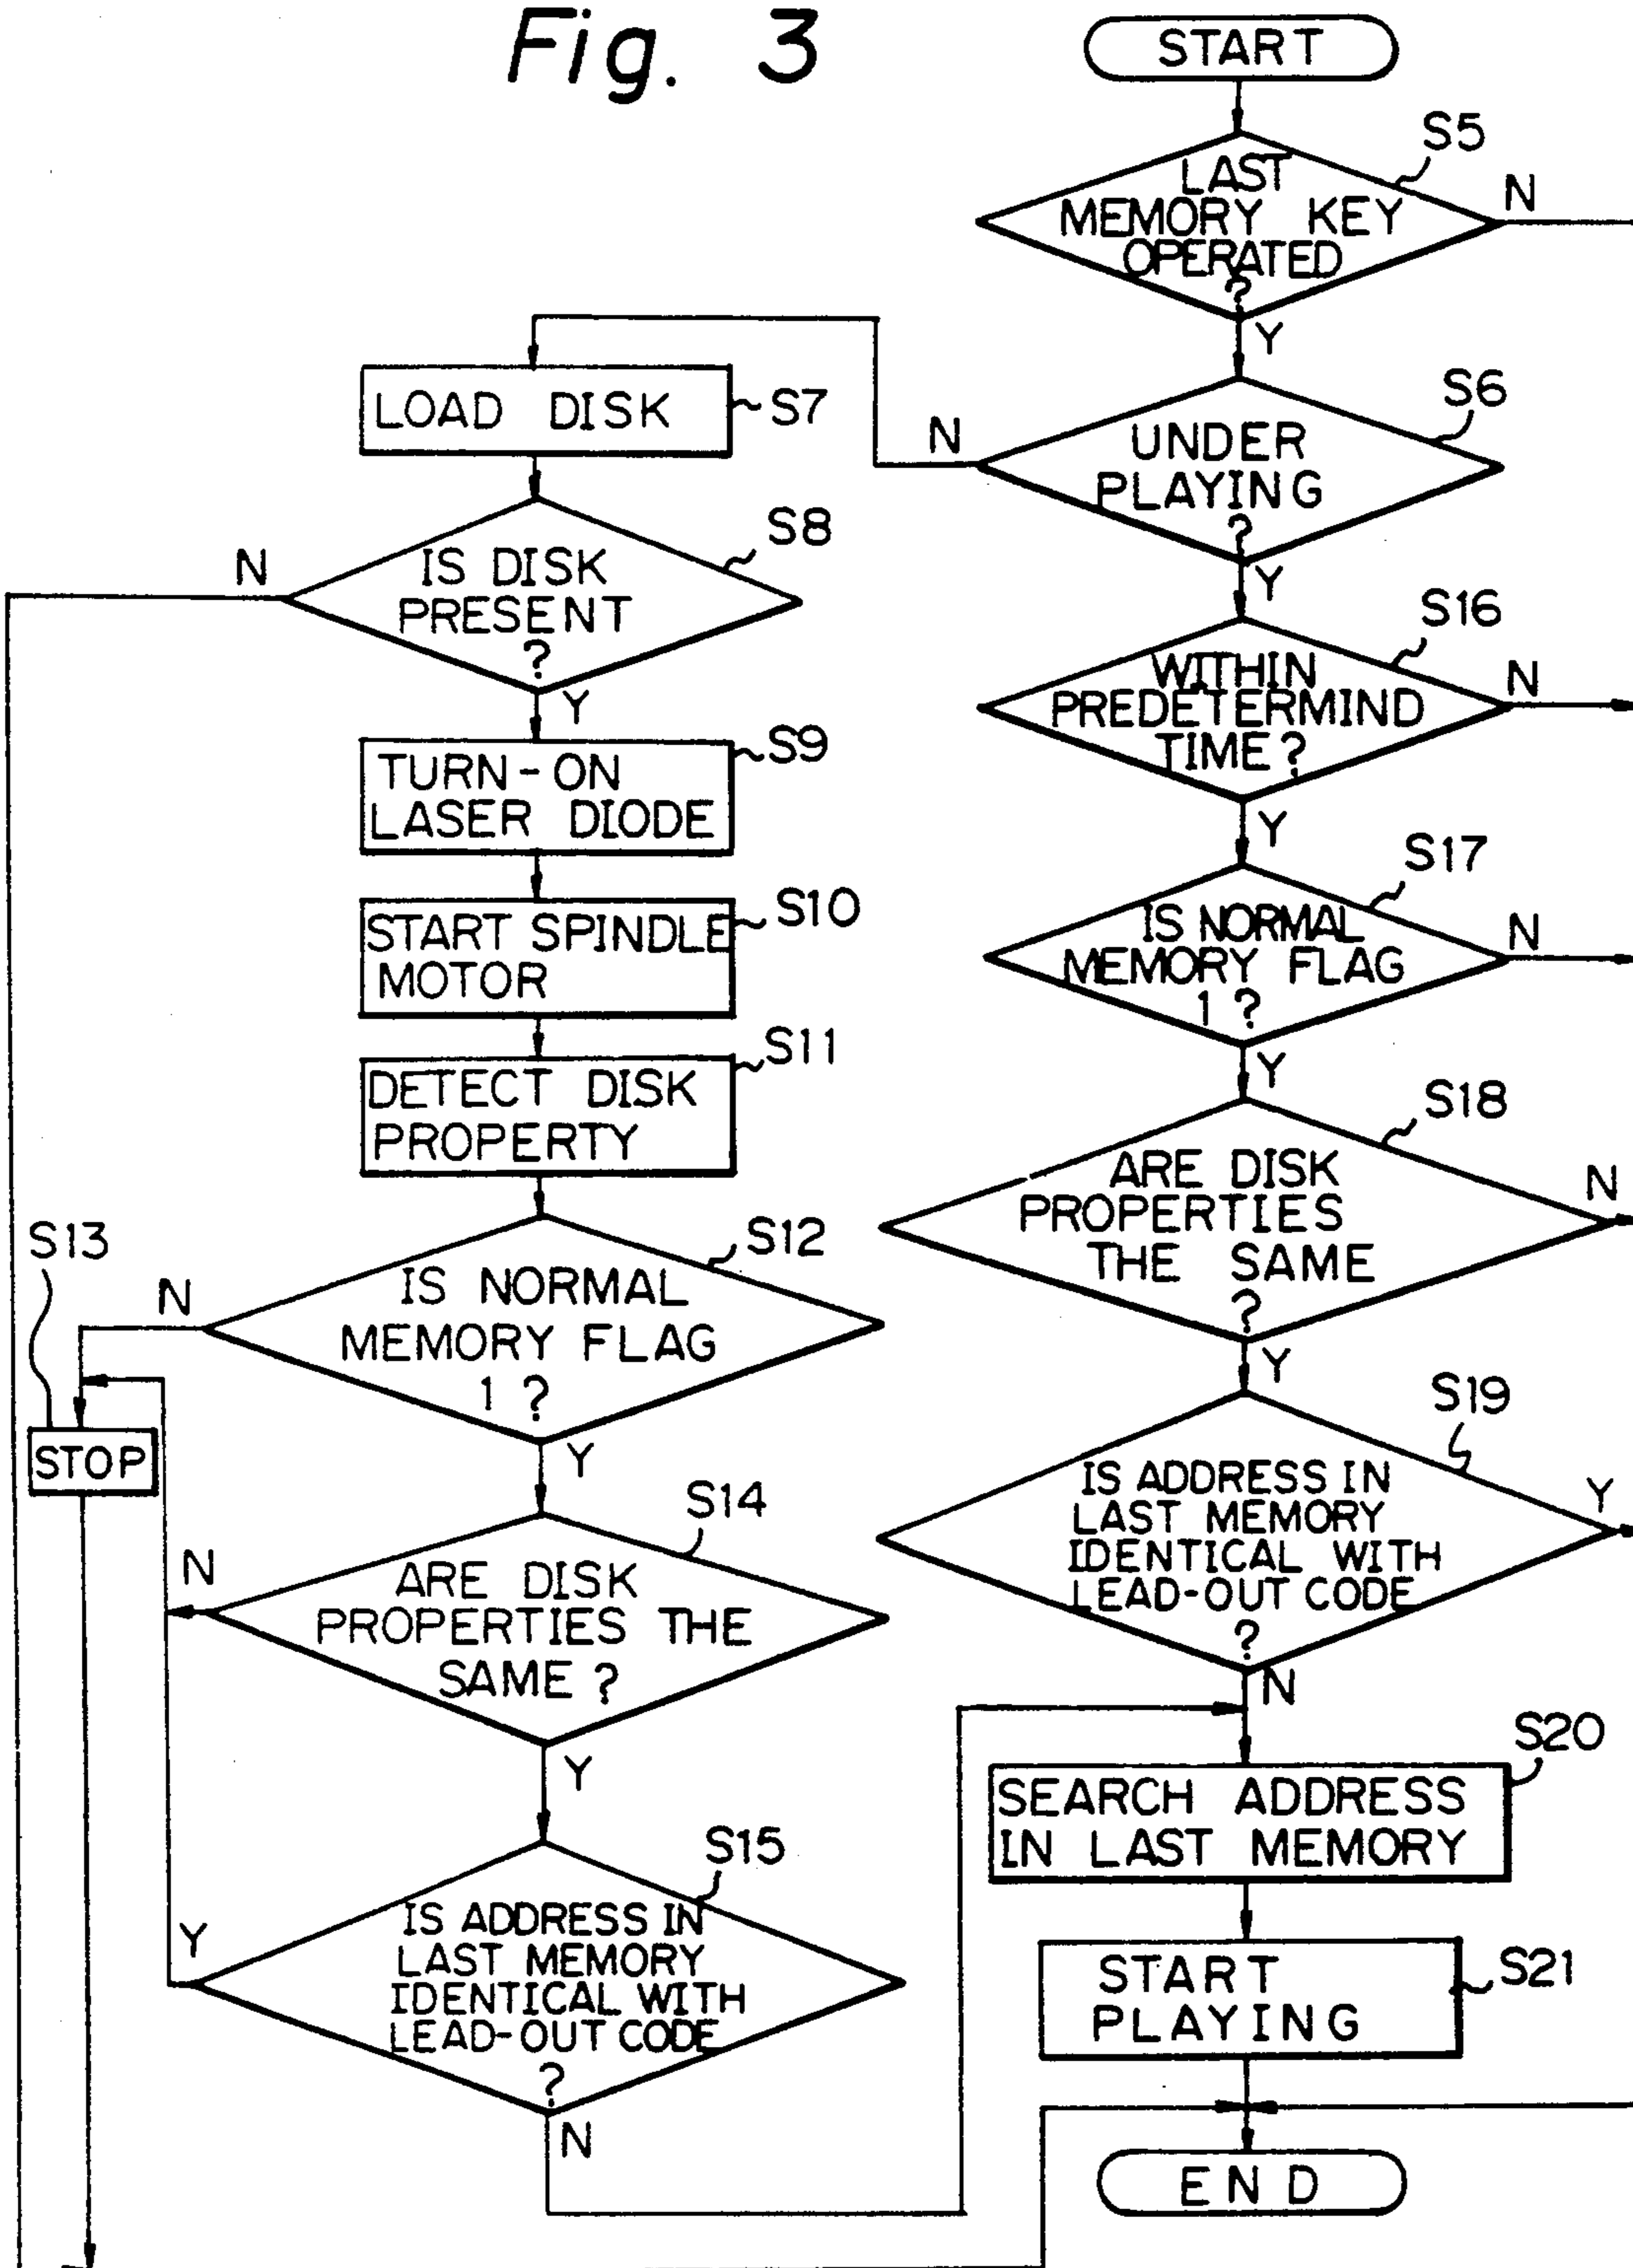 Fig. 3
START
S5
LAST
MEMORY KEY
OPERATED
?
N
Y
S6
UNDER
PLAYING
?
N
Y
LOAD DISK
S7
S8
IS DISK
PRESENT
?
N
Y
TURN-ON
LASER DIODE
S9
START SPINDLE
MOTOR
S10
DETECT DISK
PROPERTY
S11
S12
IS NORMAL
MEMORY FLAG
1 ?
N
Y
S13
STOP
S14
ARE DISK
PROPERTIES THE
SAME ?
N
Y
S15
IS ADDRESS IN
LAST MEMORY
IDENTICAL WITH
LEAD-OUT CODE
?
Y
N
S16
WITHIN
PREDETERMIND
TIME ?
N
Y
S17
IS NORMAL
MEMORY FLAG
1 ?
N
Y
S18
ARE DISK
PROPERTIES
THE SAME
?
N
Y
S19
IS ADDRESS IN
LAST MEMORY
IDENTICAL WITH
LEAD-OUT CODE
?
Y
N
S20
SEARCH ADDRESS
IN LAST MEMORY
START
PLAYING
S21
END